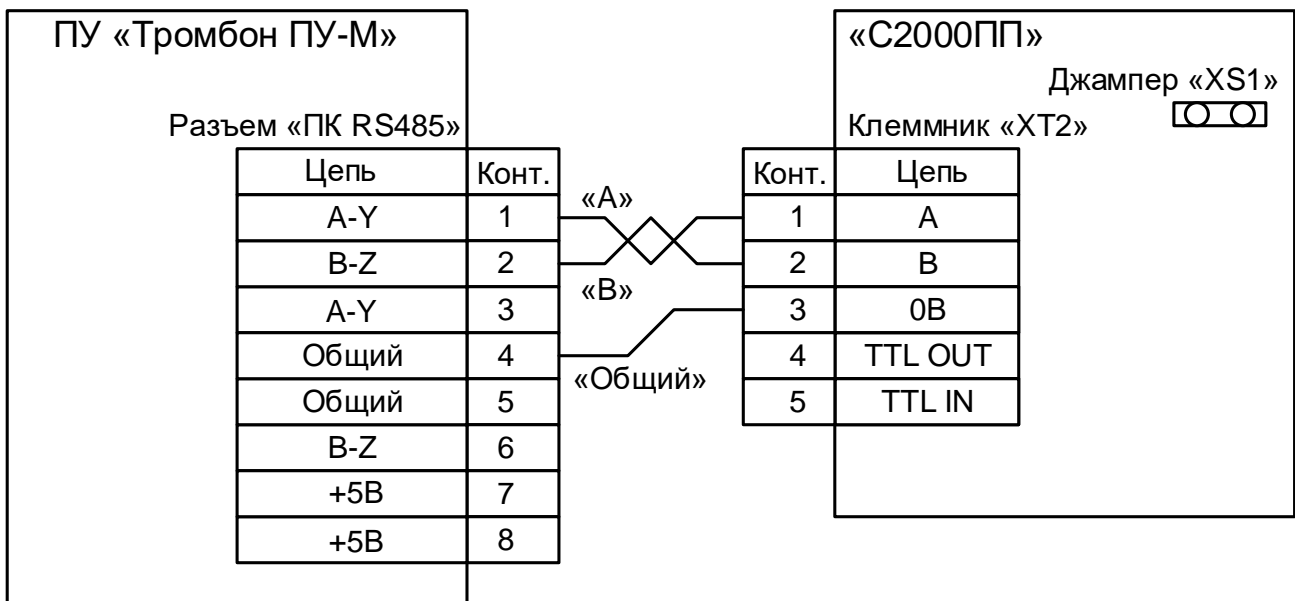 ПУ «Тромбон ПУ-М»
«С2000ПП»
Джампер «XS1»
Разъем «ПК RS485»
Клеммник «XT2»
Цепь Конт.
A-Y 1
B-Z 2
A-Y 3
Общий 4
Общий 5
B-Z 6
+5В 7
+5В 8
«А»
«В»
«Общий»
Конт. Цепь
1 A
2 B
3 0В
4 TTL OUT
5 TTL IN